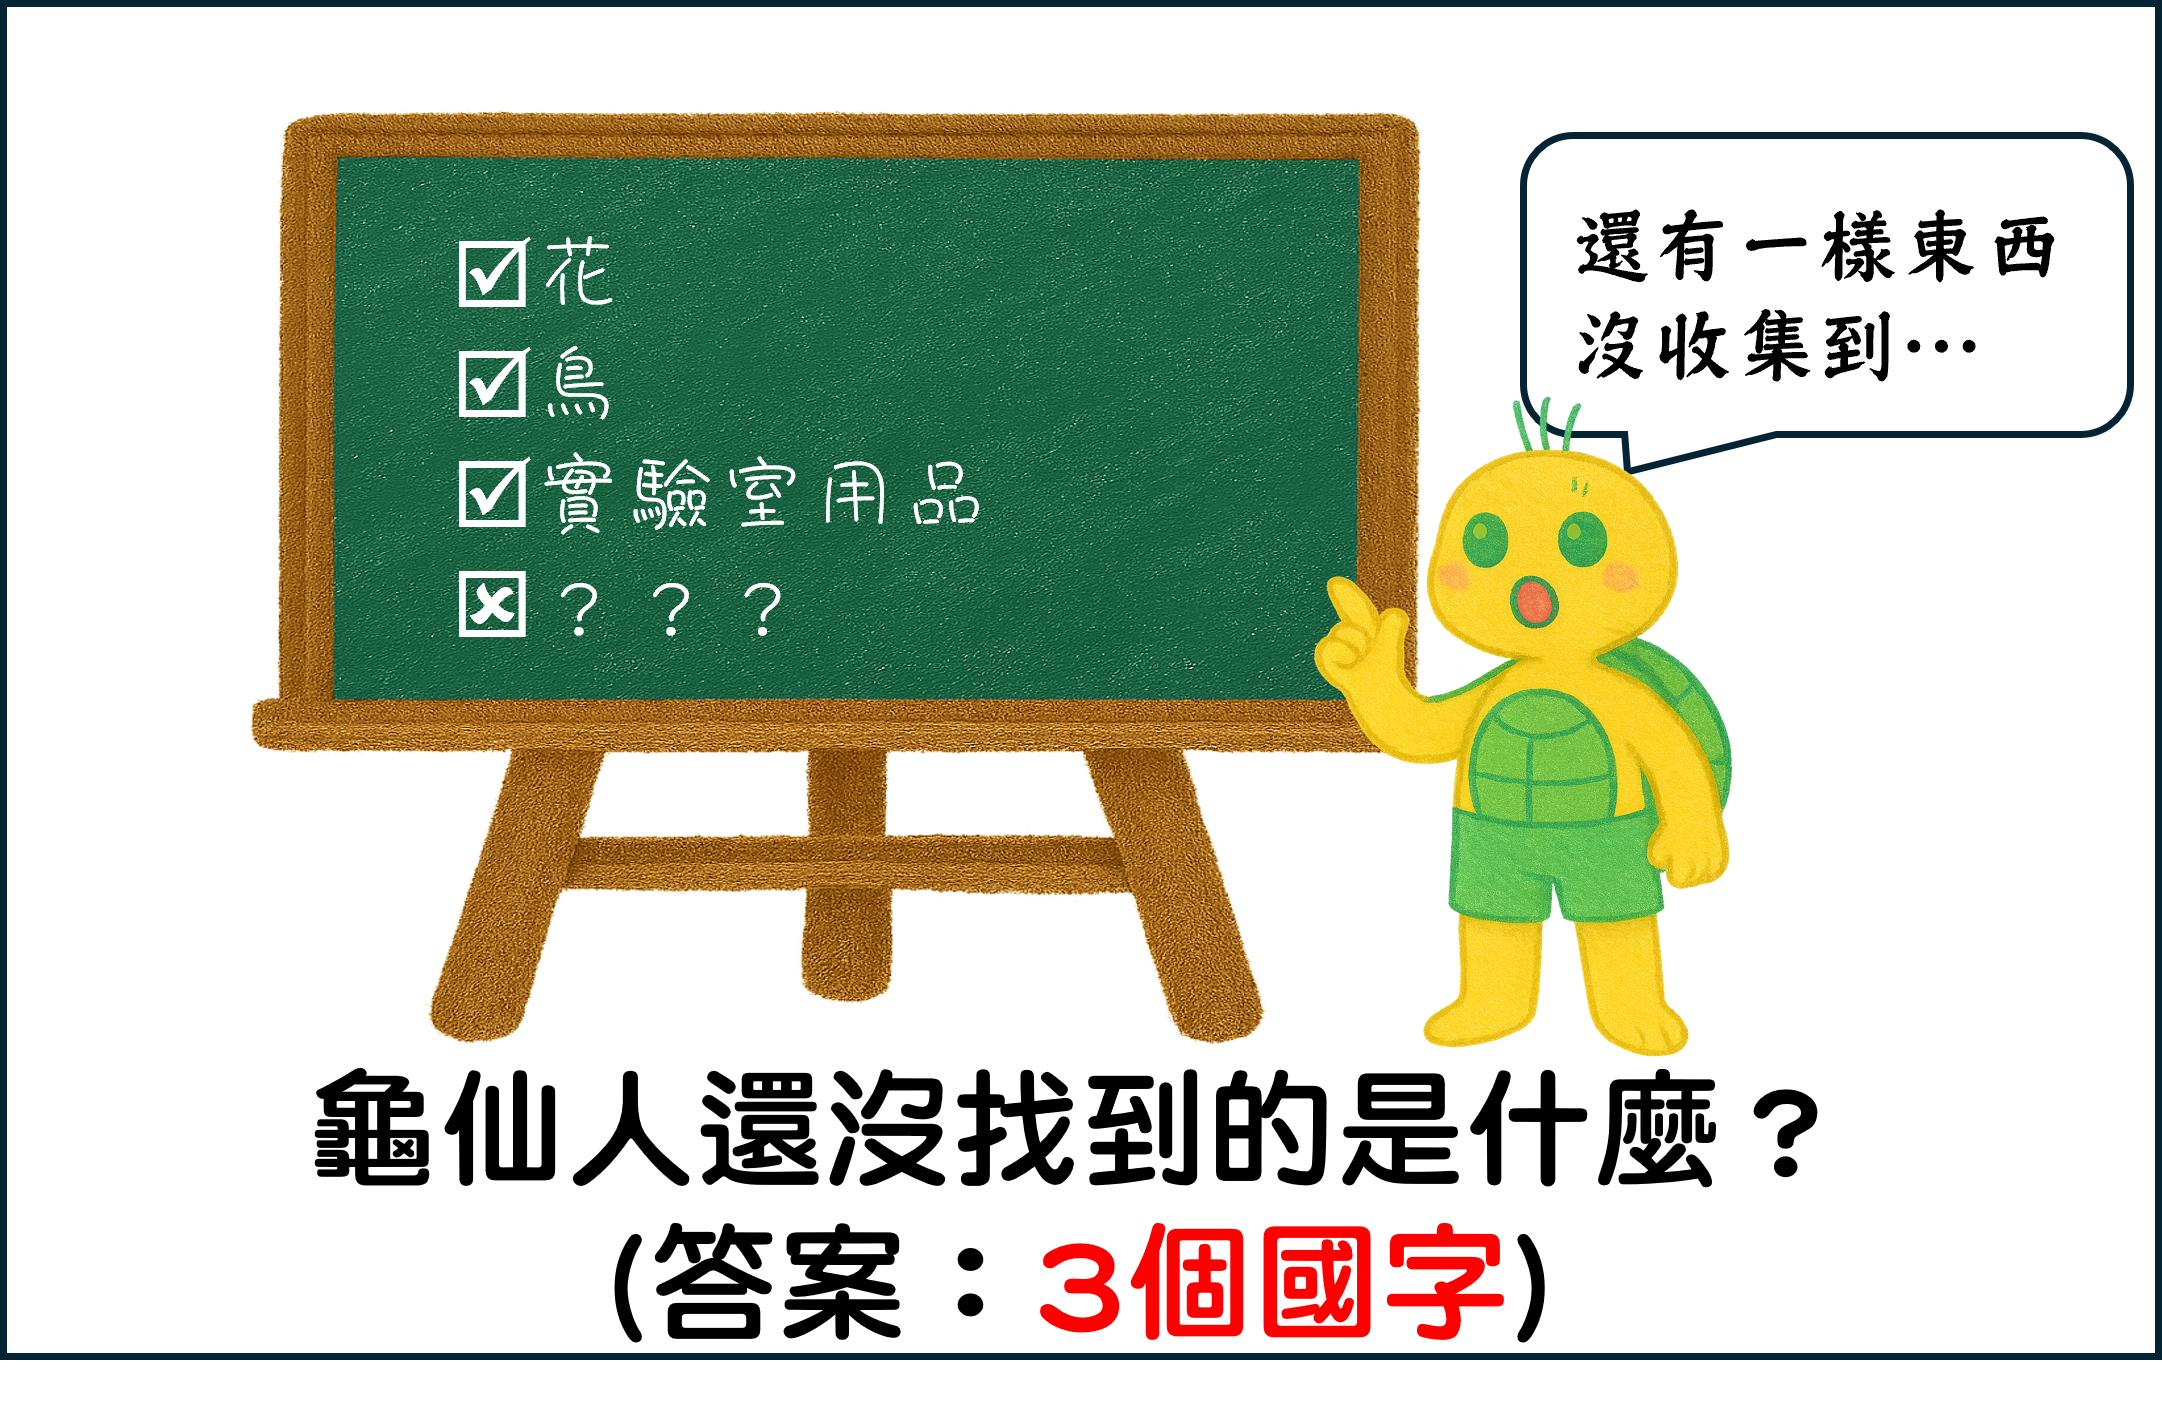 ☑花
☑鳥
☑實驗室用品
☒？？？
還有一樣東西
沒收集到…
龜仙人還沒找到的是什麼？
(答案：3個國字)